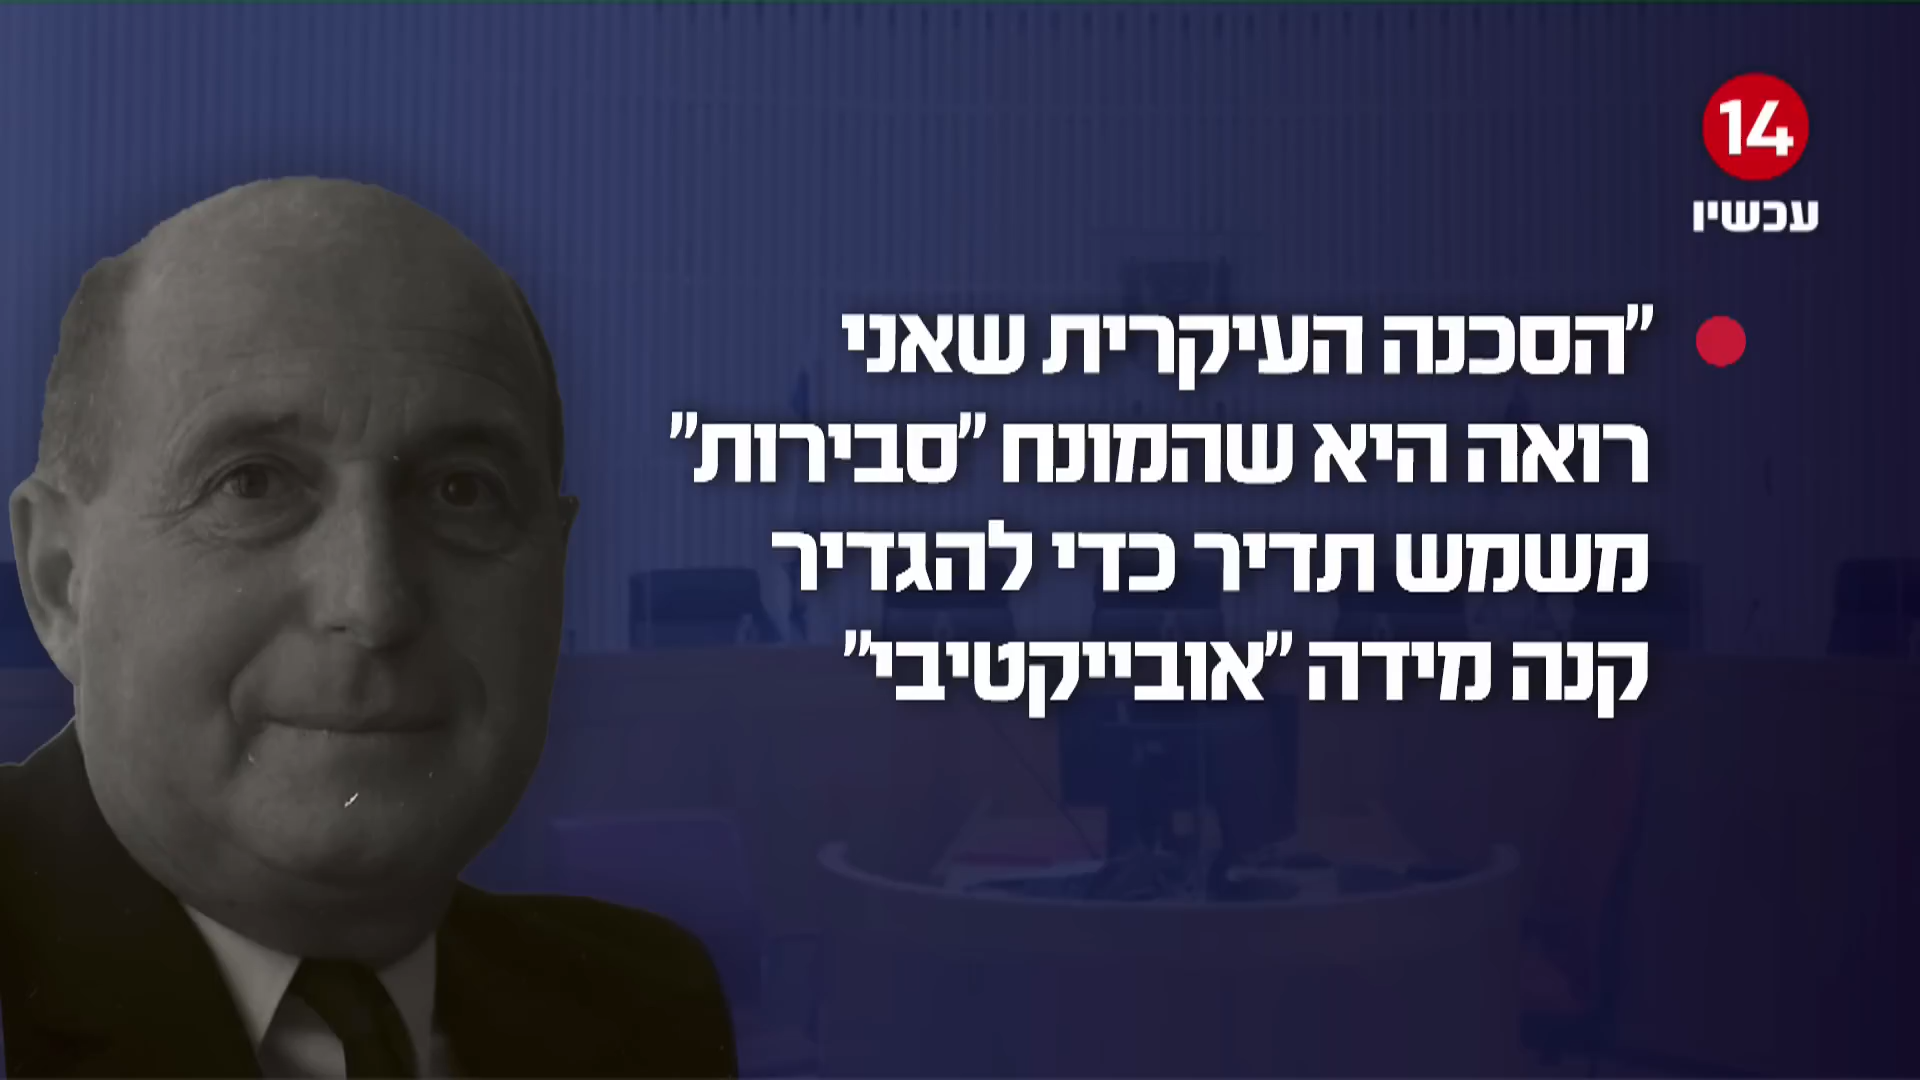 14
עכשיו
"הסכנה העיקרית שאני
רואה היא שהמונח "סבירות"
משמש תדיר כדי להגדיר
קנה מידה "אובייקטיבי"